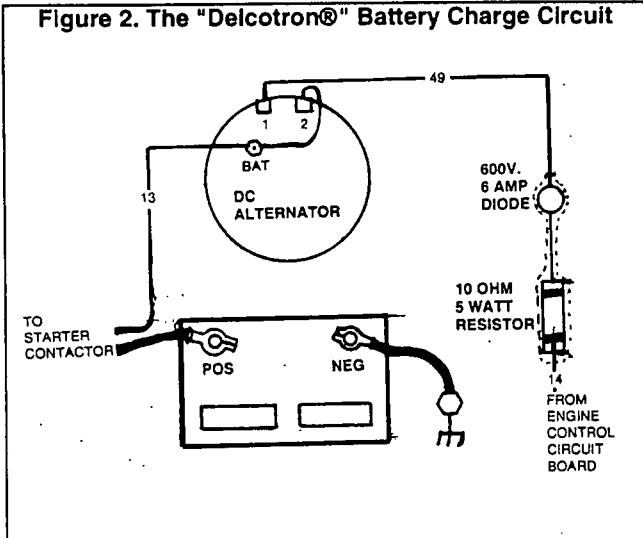 Figure 2. The "Delcotron®" Battery Charge Circuit
49
1 2
BAT
DC
ALTERNATOR
13
600V.
6 AMP
DIODE
10 OHM
5 WATT
RESISTOR
TO
STARTER
CONTACTOR
POS
NEG
14
FROM
ENGINE
CONTROL
CIRCUIT
BOARD